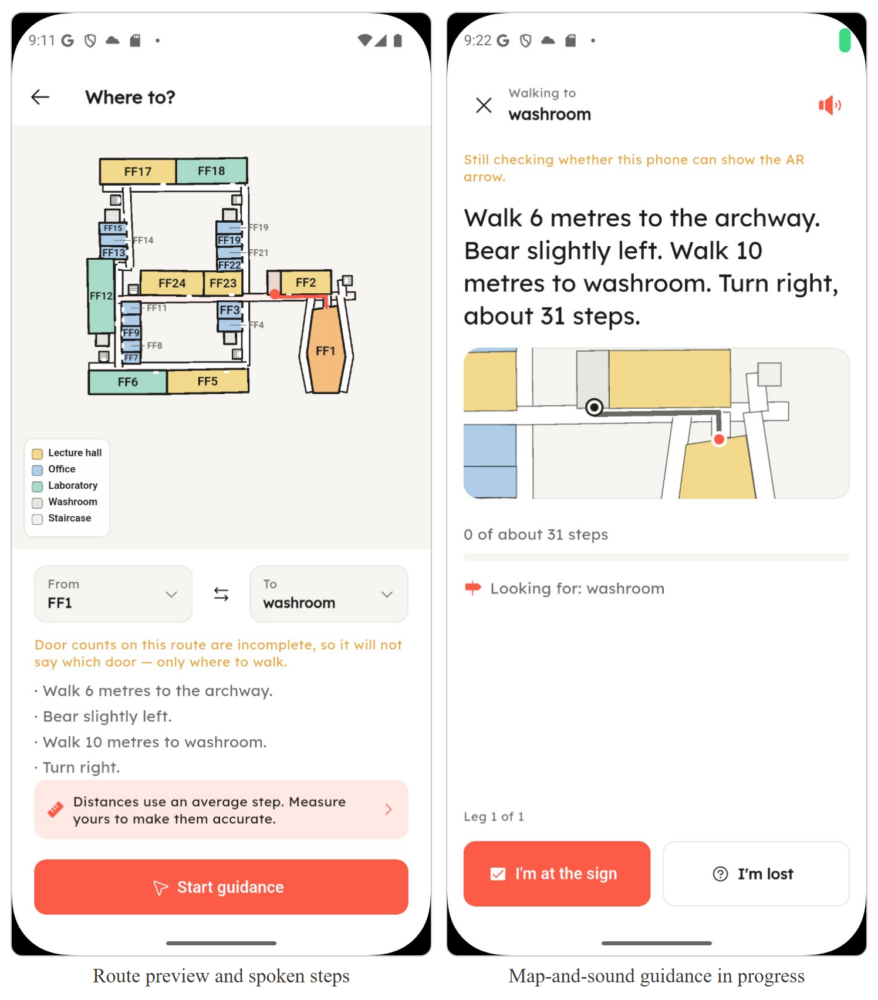 9:11
Where to?
FF17
FF18
FF15
FF14
FF13
FF19
FF19
FF21
FF22
FF12
FF24
FF23
FF2
FF11
FF3
FF9
FF4
FF8
FF7
FF1
FF6
FF5
Lecture hall
Office
Laboratory
Washroom
Staircase
From
FF1
To
washroom
Door counts on this route are incomplete, so it will not
say which door — only where to walk.
· Walk 6 metres to the archway.
· Bear slightly left.
· Walk 10 metres to washroom.
· Turn right.
Distances use an average step. Measure
yours to make them accurate.
Start guidance
Route preview and spoken steps
9:22
Walking to
washroom
Still checking whether this phone can show the AR
arrow.
Walk 6 metres to the archway.
Bear slightly left. Walk 10
metres to washroom. Turn right,
about 31 steps.
0 of about 31 steps
Looking for: washroom
Leg 1 of 1
I'm at the sign
I'm lost
Map-and-sound guidance in progress